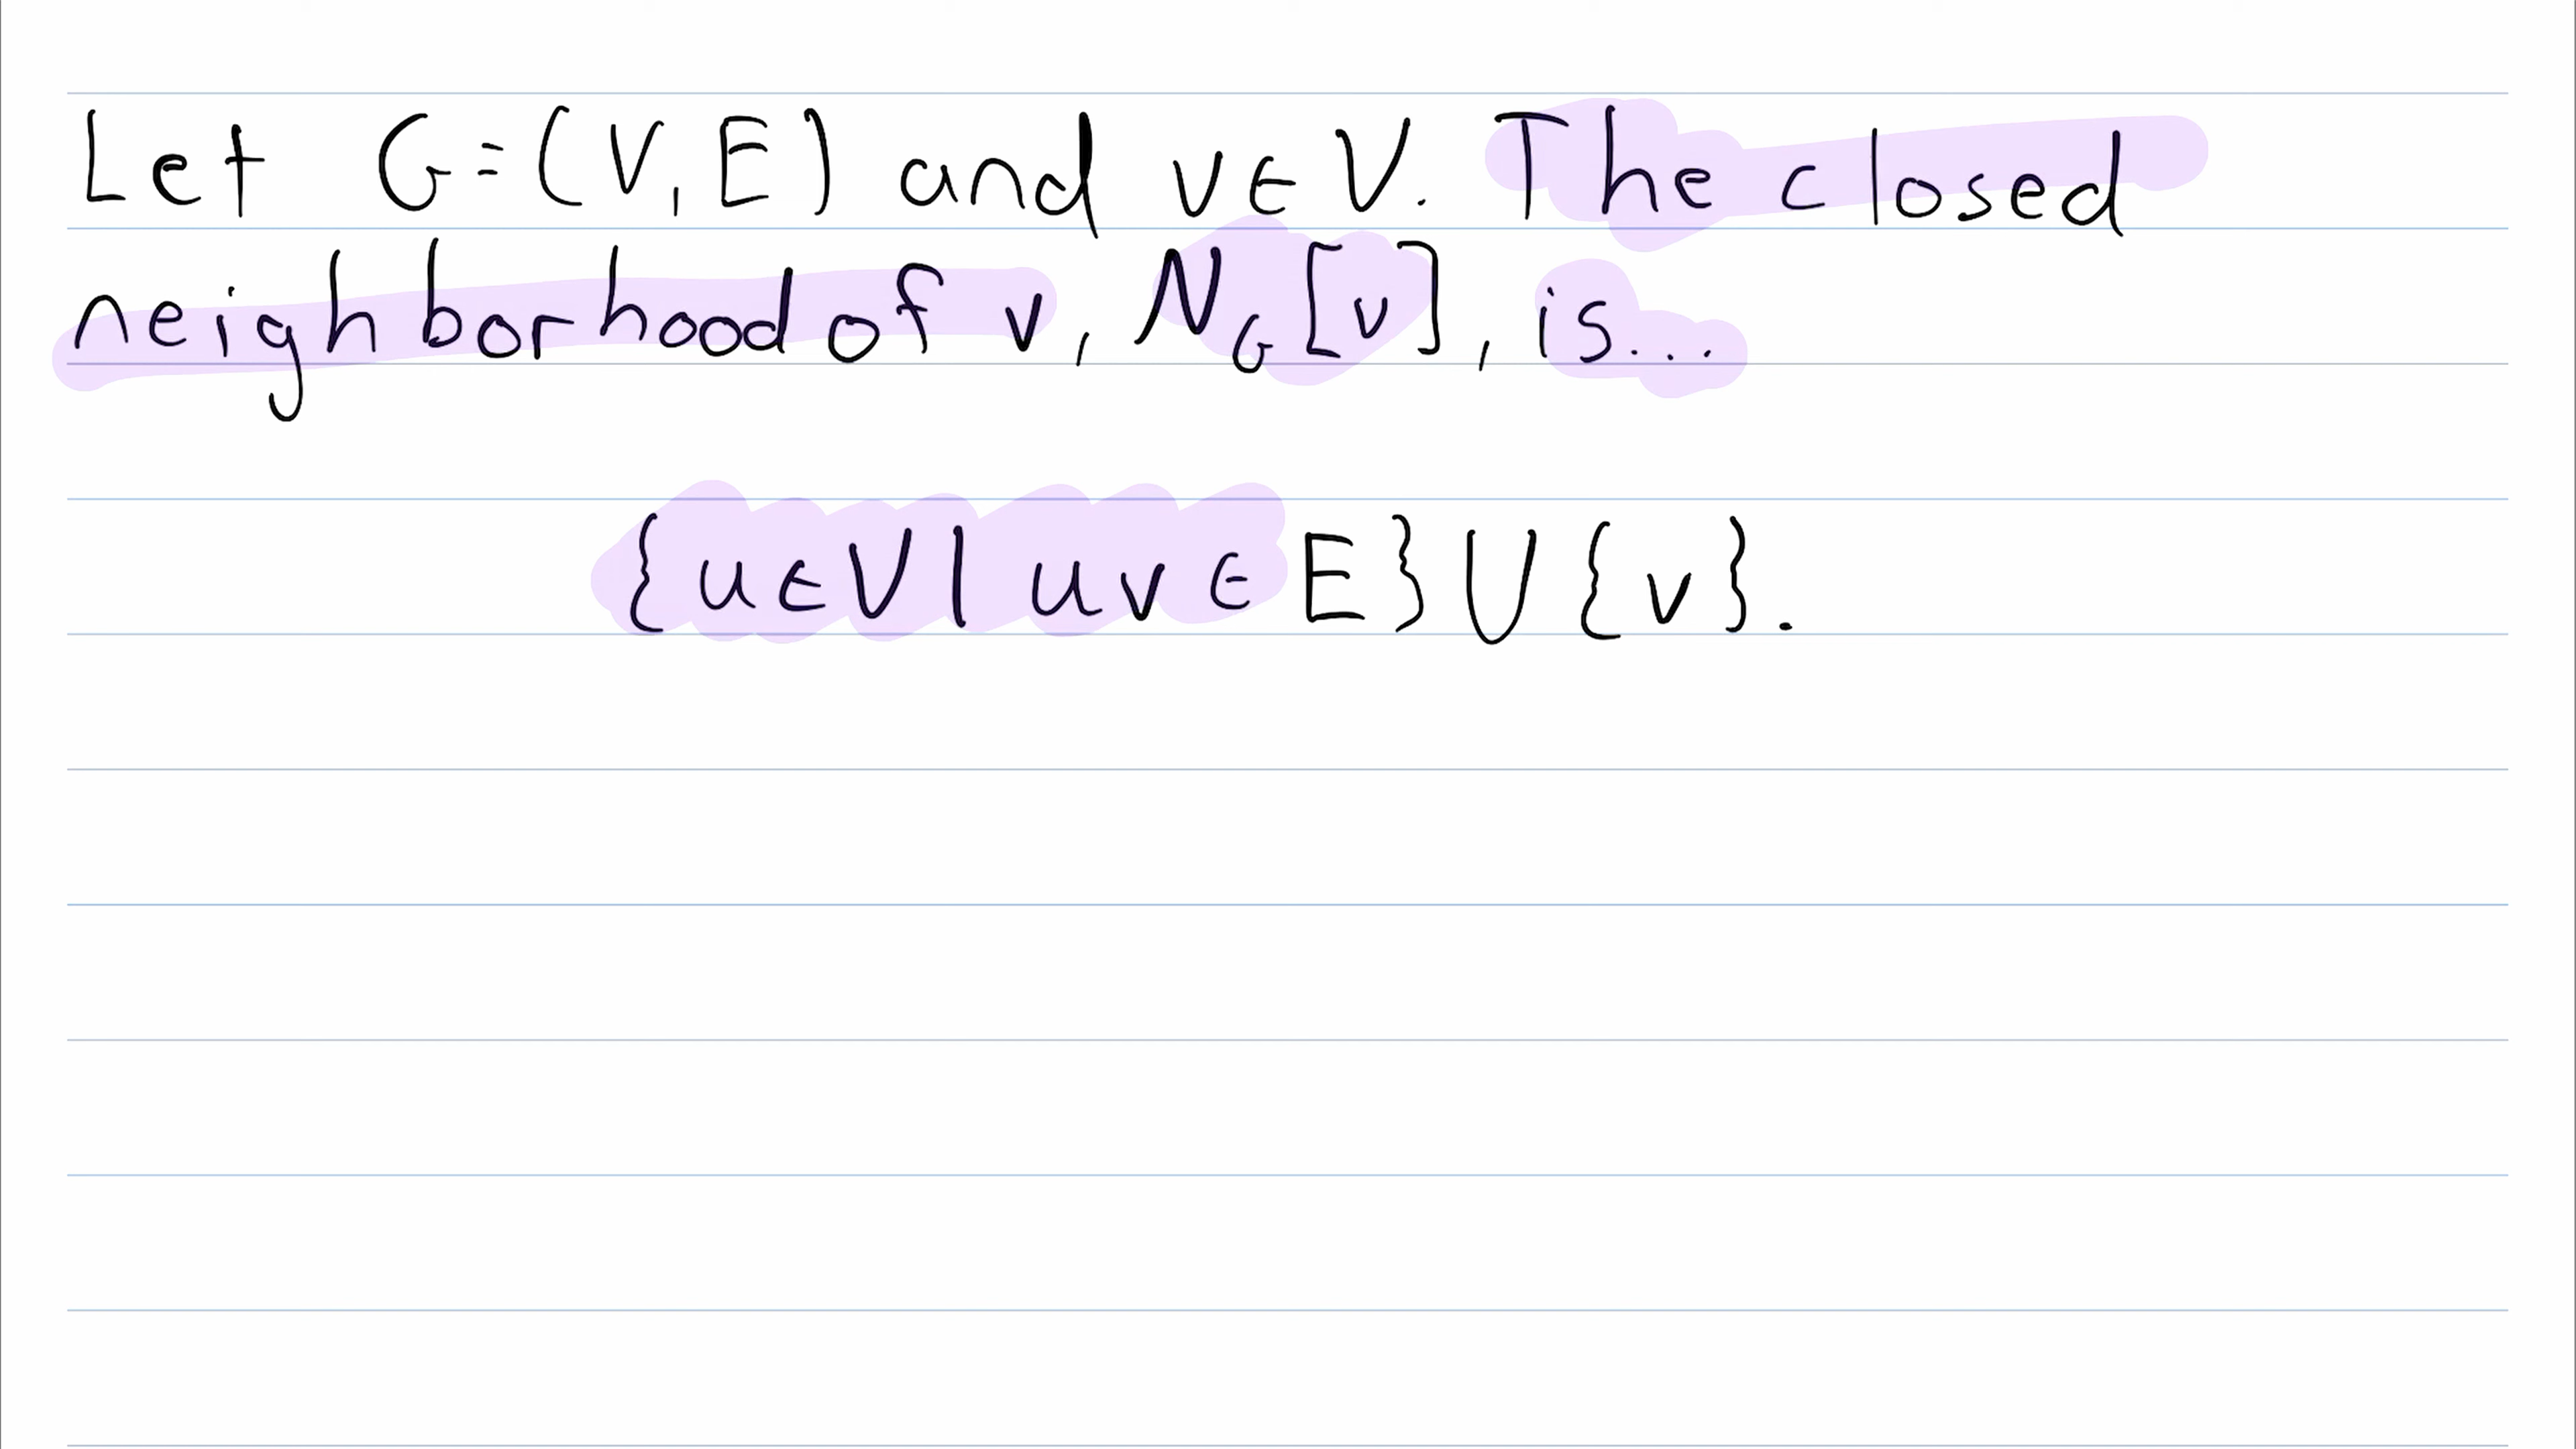 Let G=(V,E) and v∈V. The closed
neighborhood of v, N_G[v], is...
{u∈V| uv∈E}∪{v}.